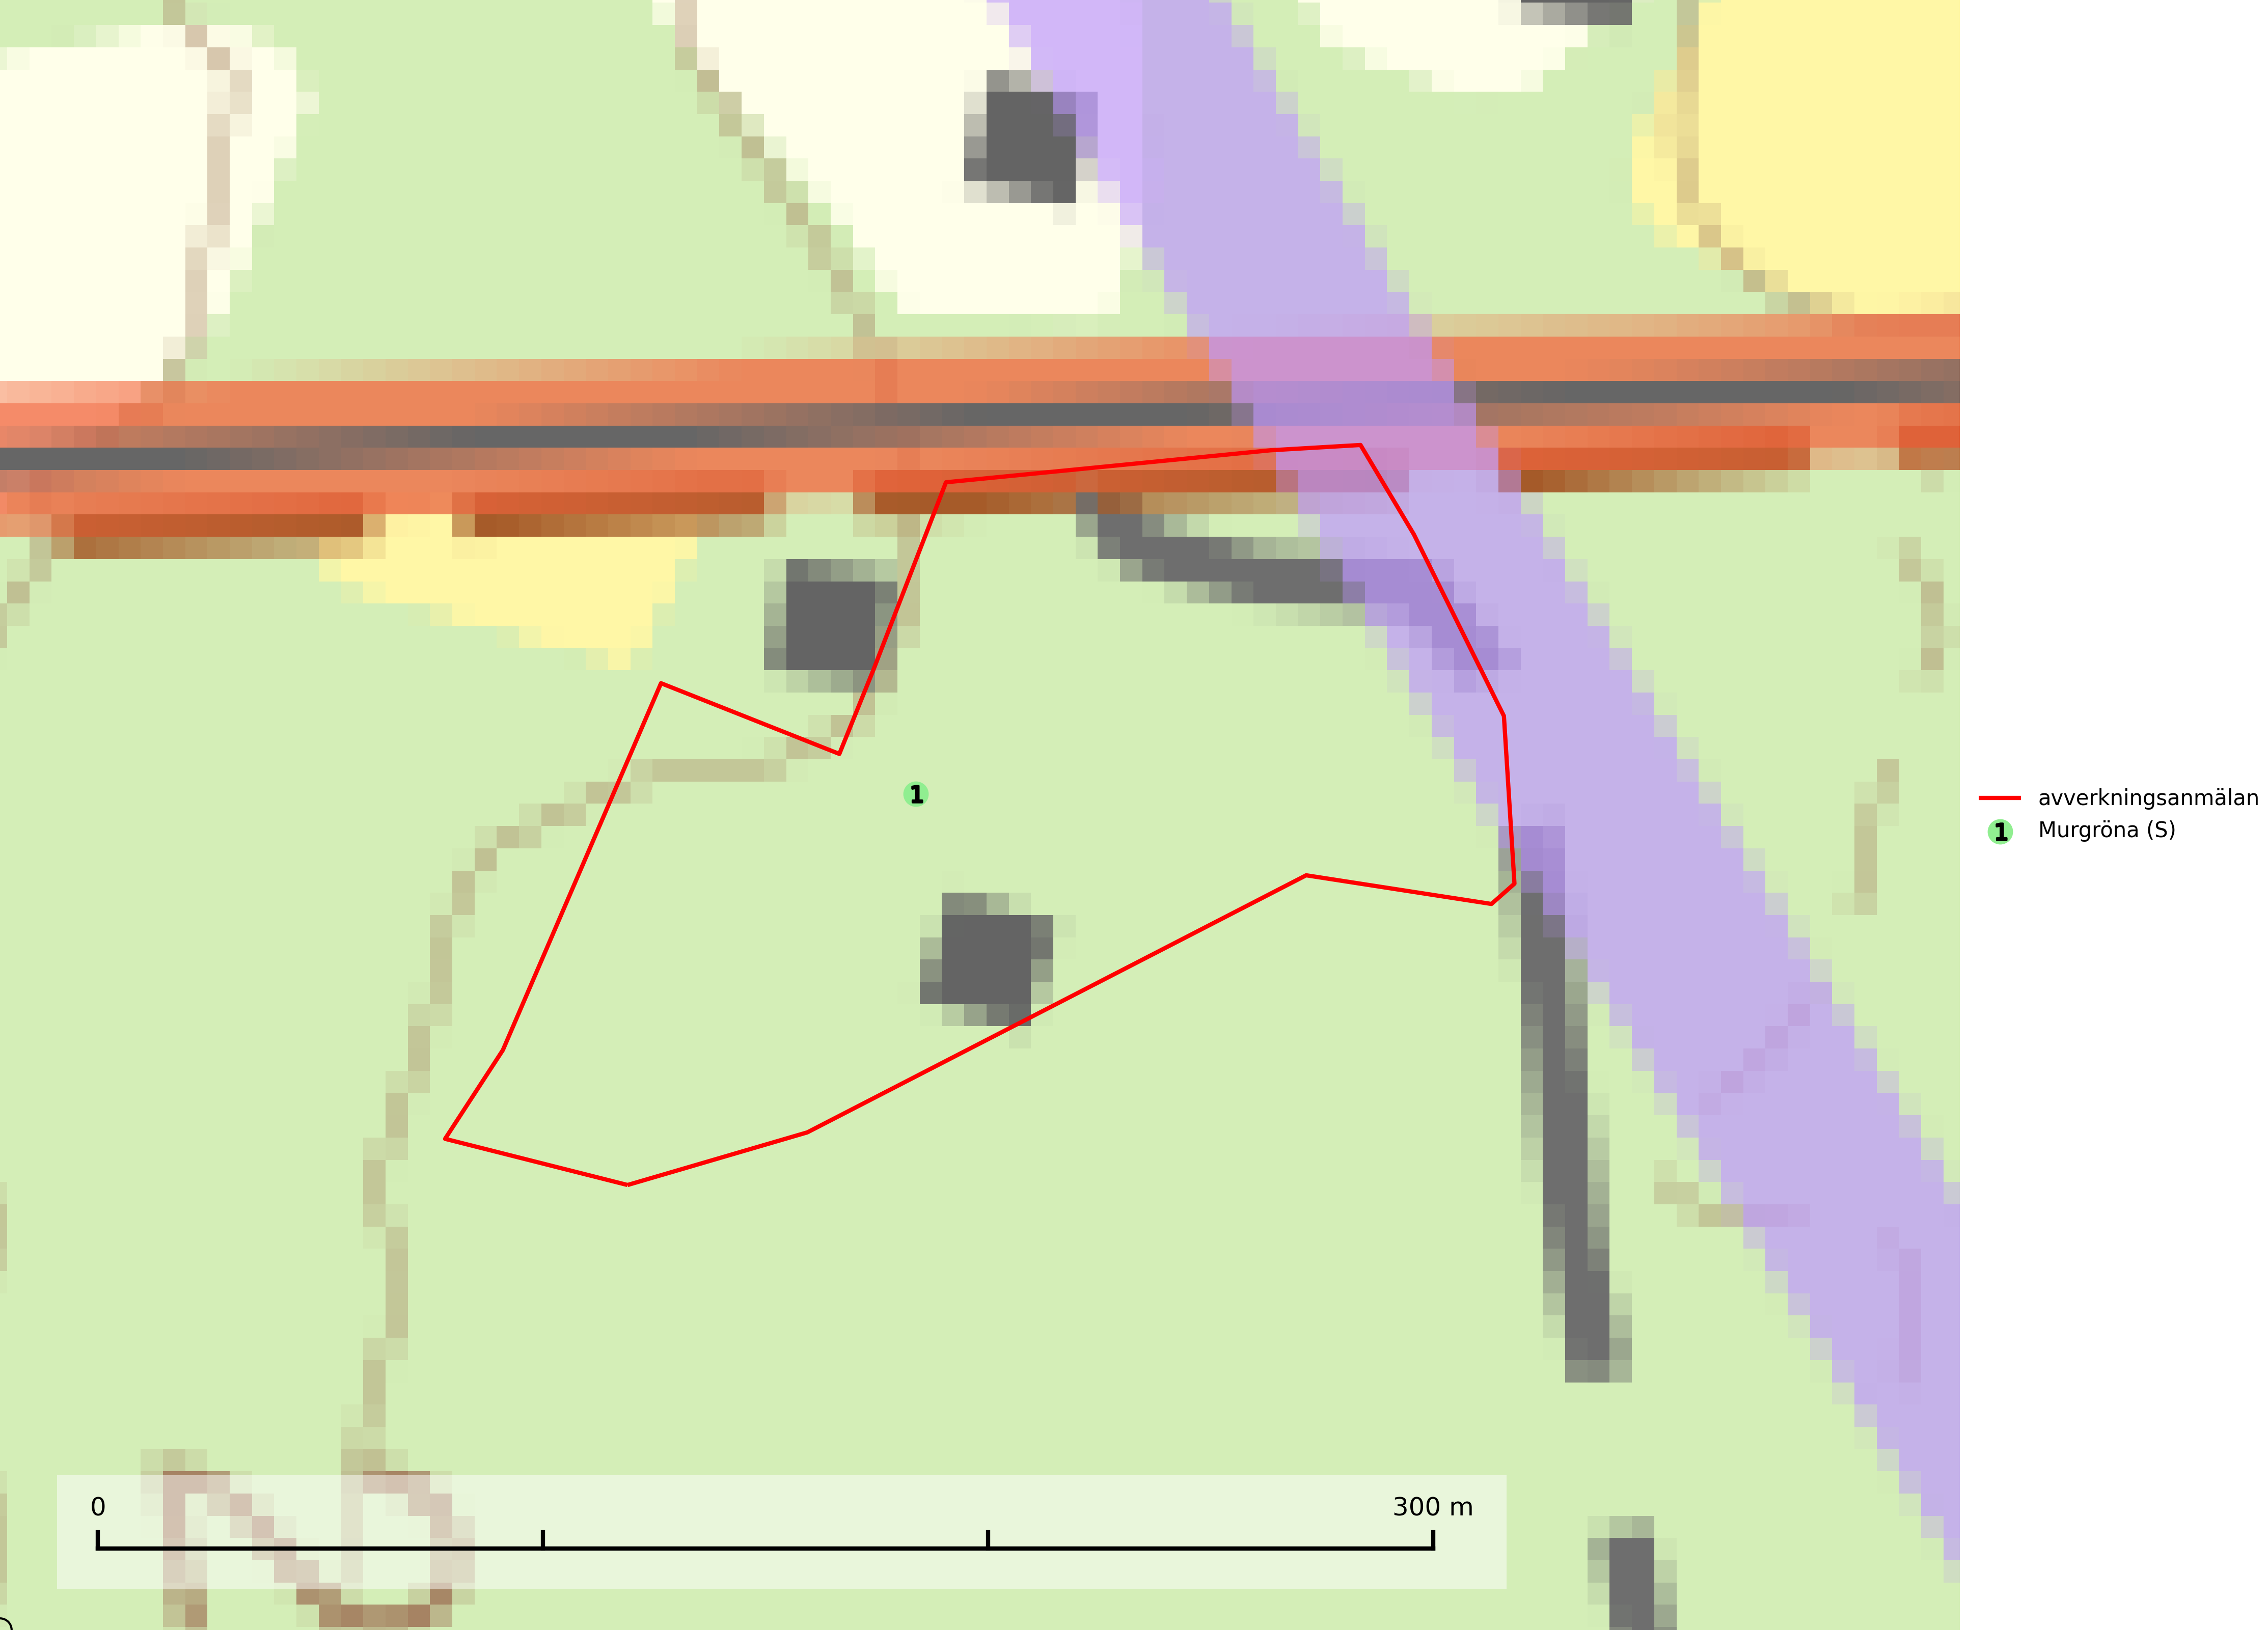 1
avverkningsanmälan
1 Murgröna (S)
0 300 m